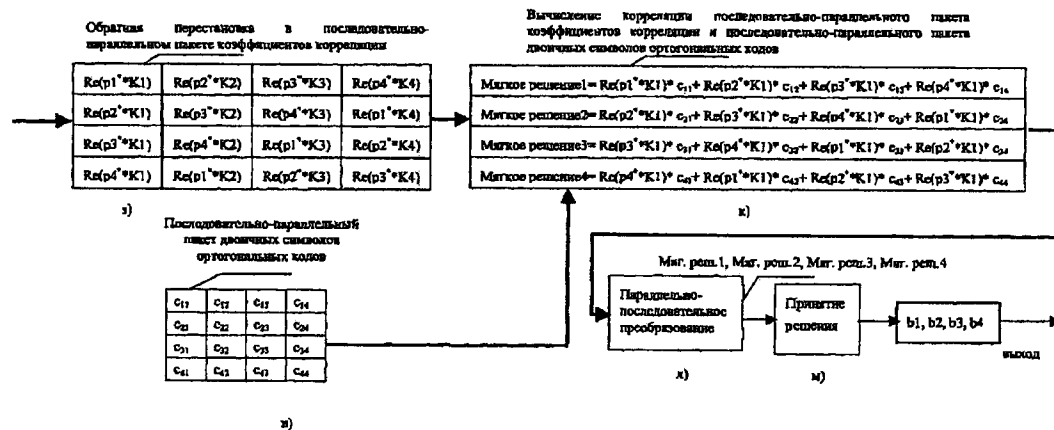 Обратная перестановка в последовательно-
параллельном пакете коэффициентов корреляции
Re(p1^*K1) Re(p2^*K2) Re(p3^*K3) Re(p4^*K4)
Re(p2^*K1) Re(p3^*K2) Re(p4^*K3) Re(p1^*K4)
Re(p3^*K1) Re(p4^*K2) Re(p1^*K3) Re(p2^*K4)
Re(p4^*K1) Re(p1^*K2) Re(p2^*K3) Re(p3^*K4)
з)
Вычисление корреляции последовательно-параллельного пакета
коэффициентов корреляции и последовательно-параллельного пакета
двоичных символов ортогональных кодов
Мягкое решение1= Re(p1^*K1)* c11+ Re(p2^*K1)* c12+ Re(p3^*K1)* c13+ Re(p4^*K1)* c14
Мягкое решение2= Re(p2^*K1)* c21+ Re(p3^*K1)* c22+ Re(p4^*K1)* c23+ Re(p1^*K1)* c24
Мягкое решение3= Re(p3^*K1)* c31+ Re(p4^*K1)* c32+ Re(p1^*K1)* c33+ Re(p2^*K1)* c34
Мягкое решение4= Re(p4^*K1)* c41+ Re(p1^*K1)* c42+ Re(p2^*K1)* c43+ Re(p3^*K1)* c44
к)
Последовательно-параллельный
пакет двоичных символов
ортогональных кодов
c11 c12 c13 c14
c21 c22 c23 c24
c31 c32 c33 c34
c41 c42 c43 c44
и)
Мяг. реш.1, Мяг. реш.2, Мяг. реш.3, Мяг. реш.4
Параллельно-
последовательное
преобразование
л)
Принятие
решения
м)
b1, b2, b3, b4
выход